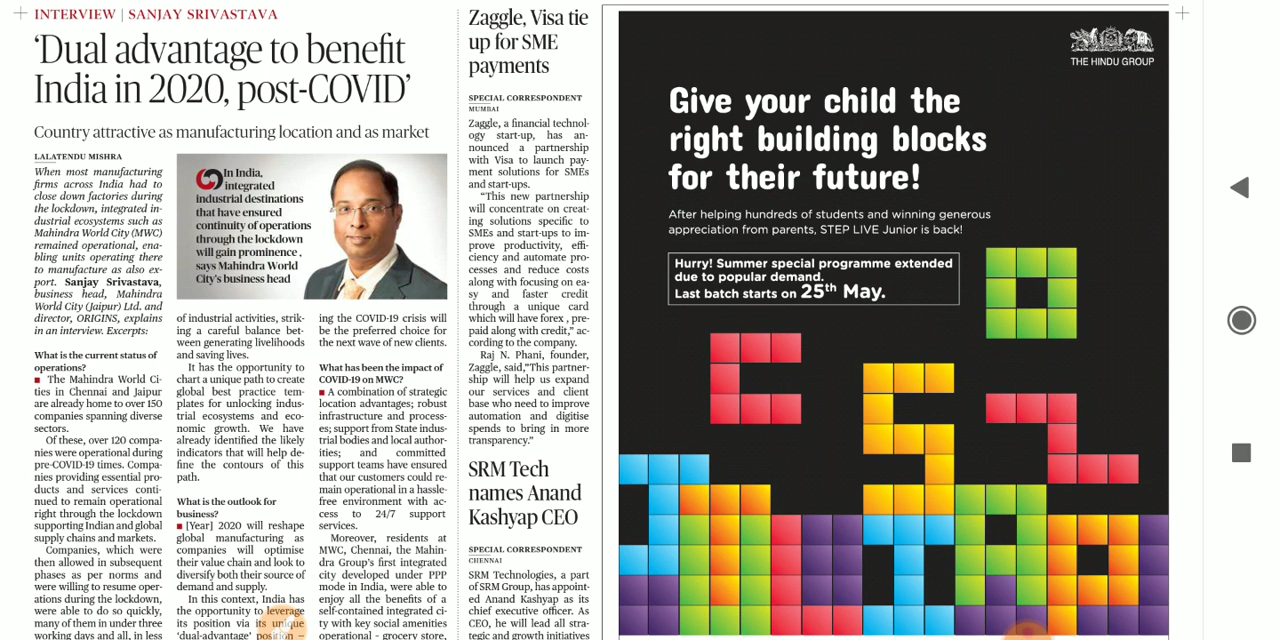 INTERVIEW | SANJAY SRIVASTAVA
‘Dual advantage to benefit
India in 2020, post-COVID’
Country attractive as manufacturing location and as market
LALATENDU MISHRA
When most manufacturing
firms across India had to
close down factories during
the lockdown, integrated in-
dustrial ecosystems such as
Mahindra World City (MWC)
remained operational, ena-
bling units operating there
to manufacture as also ex-
port. Sanjay Srivastava,
business head, Mahindra
World City (Jaipur) Ltd. and
director, ORIGINS, explains
in an interview. Excerpts:
What is the current status of
operations?
■ The Mahindra World Ci-
ties in Chennai and Jaipur
are already home to over 150
companies spanning diverse
sectors.
Of these, over 120 compa-
nies were operational during
pre-COVID-19 times. Compa-
nies providing essential pro-
ducts and services conti-
nued to remain operational
right through the lockdown
supporting Indian and global
supply chains and markets.
Companies, which were
then allowed in subsequent
phases as per norms and
were willing to resume oper-
ations during the lockdown,
were able to do so quickly,
many of them in under three
working days and all, in less
In India,
integrated
industrial destinations
that have ensured
continuity of operations
through the lockdown
will gain prominence ,
says Mahindra World
City’s business head
of industrial activities, strik-
ing a careful balance bet-
ween generating livelihoods
and saving lives.
It has the opportunity to
chart a unique path to create
global best practice tem-
plates for unlocking indus-
trial ecosystems and eco-
nomic growth. We have
already identified the likely
indicators that will help de-
fine the contours of this
path.
What is the outlook for
business?
■ [Year] 2020 will reshape
global manufacturing as
companies will optimise
their value chain and look to
diversify both their source of
demand and supply.
In this context, India has
the opportunity to leverage
its position via its unique
‘dual-advantage’ position –
ing the COVID-19 crisis will
be the preferred choice for
the next wave of new clients.
What has been the impact of
COVID-19 on MWC?
■ A combination of strategic
location advantages; robust
infrastructure and process-
es; support from State indus-
trial bodies and local author-
ities; and committed
support teams have ensured
that our customers could re-
main operational in a hassle-
free environment with ac-
cess to 24/7 support
services.
Moreover, residents at
MWC, Chennai, the Mahin-
dra Group’s first integrated
city developed under PPP
mode in India, were able to
enjoy all the benefits of a
self-contained integrated ci-
ty with key social amenities
operational - grocery store,
Zaggle, Visa tie
up for SME
payments
SPECIAL CORRESPONDENT
MUMBAI
Zaggle, a financial technol-
ogy start-up, has an-
nounced a partnership
with Visa to launch pay-
ment solutions for SMEs
and start-ups.
“This new partnership
will concentrate on creat-
ing solutions specific to
SMEs and start-ups to im-
prove productivity, effi-
ciency and automate pro-
cesses and reduce costs
along with focusing on ea-
sy and faster credit
through a unique card
which will have forex , pre-
paid along with credit,” ac-
cording to the company.
Raj N. Phani, founder,
Zaggle, said,“This partner-
ship will help us expand
our services and client
base who need to improve
automation and digitise
spends to bring in more
transparency.”
SRM Tech
names Anand
Kashyap CEO
SPECIAL CORRESPONDENT
CHENNAI
SRM Technologies, a part
of SRM Group, has appoint-
ed Anand Kashyap as its
chief executive officer. As
CEO, he will lead all stra-
tegic and growth initiatives
THE HINDU GROUP
Give your child the
right building blocks
for their future!
After helping hundreds of students and winning generous
appreciation from parents, STEP LIVE Junior is back!
Hurry! Summer special programme extended
due to popular demand.
Last batch starts on 25th May.